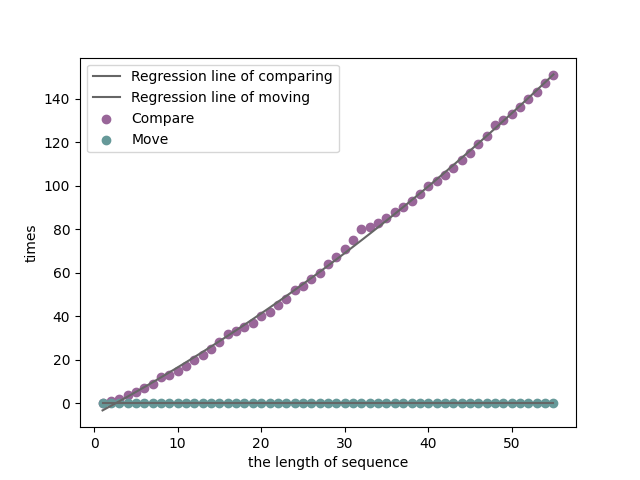 Regression line of comparing
Regression line of moving
Compare
Move
times
140
120
100
80
60
40
20
0
0 10 20 30 40 50
the length of sequence